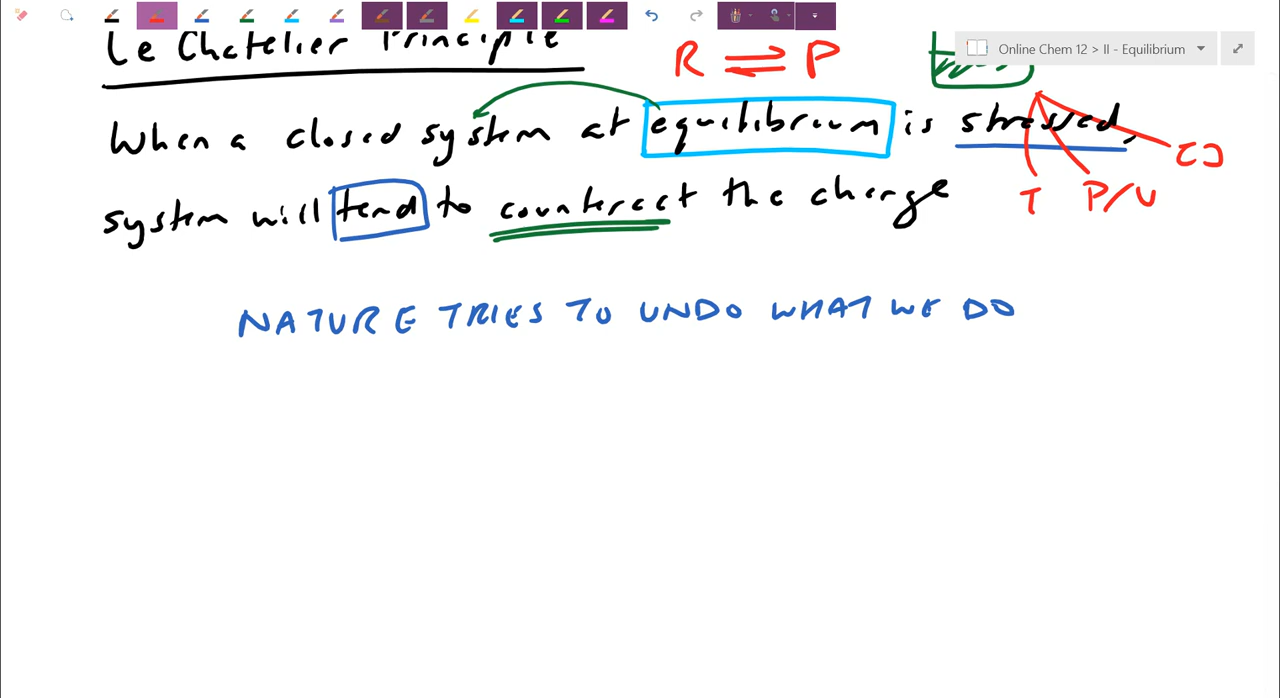 Le Chatelier Principle
R ⇌ P
Online Chem 12 > II - Equilibrium
When a closed system at equilibrium is stressed,
[]
T P/V
system will tend to counteract the change
NATURE TRIES TO UNDO WHAT WE DO